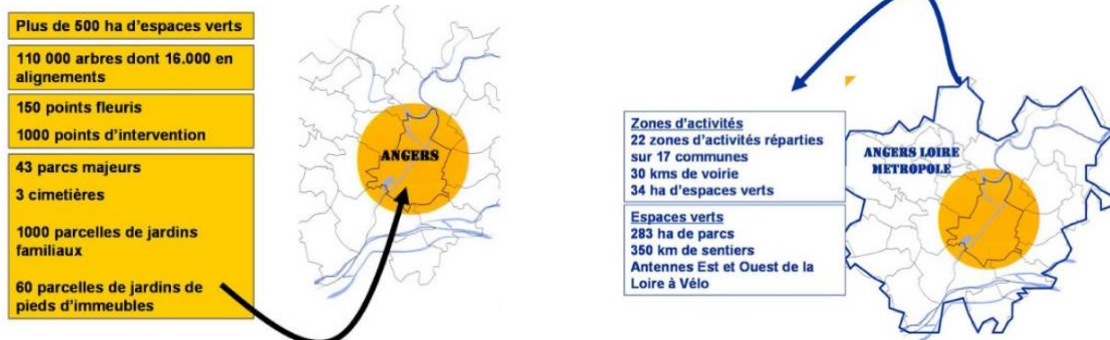 Plus de 500 ha d'espaces verts
110 000 arbres dont 16.000 en
alignements
150 points fleuris
1000 points d'intervention
43 parcs majeurs
3 cimetières
1000 parcelles de jardins
familiaux
60 parcelles de jardins de
pieds d'immeubles
ANGERS
Zones d'activités
22 zones d'activités réparties
sur 17 communes
30 kms de voirie
34 ha d'espaces verts
Espaces verts
283 ha de parcs
350 km de sentiers
Antennes Est et Ouest de la
Loire à Vélo
ANGERS LOIRE
METROPOLE